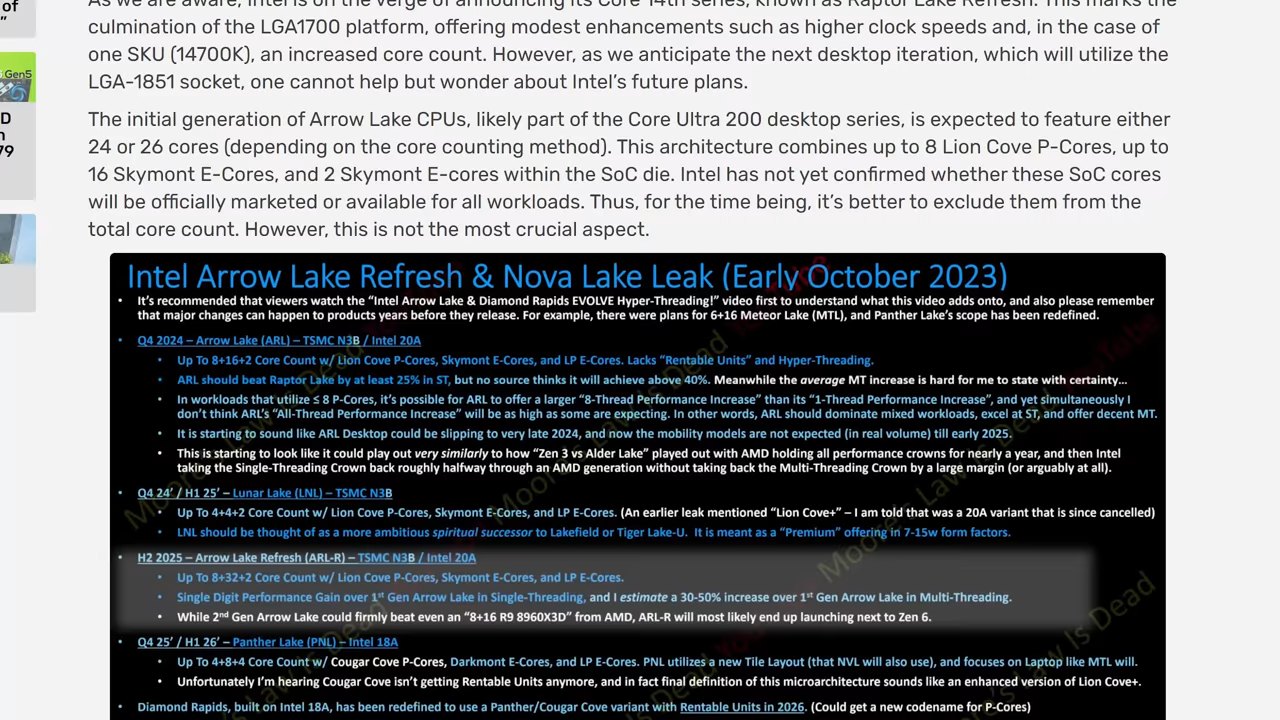 of
”
Gen5
D
n
79
As we are aware, Intel is on the verge of announcing its Core 14th series, known as Raptor Lake Refresh. This marks the
culmination of the LGA1700 platform, offering modest enhancements such as higher clock speeds and, in the case of
one SKU (14700K), an increased core count. However, as we anticipate the next desktop iteration, which will utilize the
LGA-1851 socket, one cannot help but wonder about Intel's future plans.
The initial generation of Arrow Lake CPUs, likely part of the Core Ultra 200 desktop series, is expected to feature either
24 or 26 cores (depending on the core counting method). This architecture combines up to 8 Lion Cove P-Cores, up to
16 Skymont E-Cores, and 2 Skymont E-cores within the SoC die. Intel has not yet confirmed whether these SoC cores
will be officially marketed or available for all workloads. Thus, for the time being, it's better to exclude them from the
total core count. However, this is not the most crucial aspect.
Intel Arrow Lake Refresh & Nova Lake Leak (Early October 2023)
• It's recommended that viewers watch the “Intel Arrow Lake & Diamond Rapids EVOLVE Hyper-Threading!” video first to understand what this video adds onto, and also please remember
that major changes can happen to products years before they release. For example, there were plans for 6+16 Meteor Lake (MTL), and Panther Lake's scope has been redefined.
• Q4 2024 – Arrow Lake (ARL) – TSMC N3B / Intel 20A
• Up To 8+16+2 Core Count w/ Lion Cove P-Cores, Skymont E-Cores, and LP E-Cores. Lacks “Rentable Units” and Hyper-Threading.
• ARL should beat Raptor Lake by at least 25% in ST, but no source thinks it will achieve above 40%. Meanwhile the average MT increase is hard for me to state with certainty…
• In workloads that utilize ≤ 8 P-Cores, it's possible for ARL to offer a larger “8-Thread Performance Increase” than its “1-Thread Performance Increase”, and yet simultaneously I
don't think ARL's “All-Thread Performance Increase” will be as high as some are expecting. In other words, ARL should dominate mixed workloads, excel at ST, and offer decent MT.
• It is starting to sound like ARL Desktop could be slipping to very late 2024, and now the mobility models are not expected (in real volume) till early 2025.
• This is starting to look like it could play out very similarly to how “Zen 3 vs Alder Lake” played out with AMD holding all performance crowns for nearly a year, and then Intel
taking the Single-Threading Crown back roughly halfway through an AMD generation without taking back the Multi-Threading Crown by a large margin (or arguably at all).
• Q4 24' / H1 25' – Lunar Lake (LNL) – TSMC N3B
• Up To 4+4+2 Core Count w/ Lion Cove P-Cores, Skymont E-Cores, and LP E-Cores. (An earlier leak mentioned “Lion Cove+” – I am told that was a 20A variant that is since cancelled)
• LNL should be thought of as a more ambitious spiritual successor to Lakefield or Tiger Lake-U. It is meant as a “Premium” offering in 7-15w form factors.
• H2 2025 – Arrow Lake Refresh (ARL-R) – TSMC N3B / Intel 20A
• Up To 8+32+2 Core Count w/ Lion Cove P-Cores, Skymont E-Cores, and LP E-Cores.
• Single Digit Performance Gain over 1st Gen Arrow Lake in Single-Threading, and I estimate a 30-50% increase over 1st Gen Arrow Lake in Multi-Threading.
• While 2nd Gen Arrow Lake could firmly beat even an “8+16 R9 8960X3D” from AMD, ARL-R will most likely end up launching next to Zen 6.
• Q4 25' / H1 26' – Panther Lake (PNL) – Intel 18A
• Up To 4+8+4 Core Count w/ Cougar Cove P-Cores, Darkmont E-Cores, and LP E-Cores. PNL utilizes a new Tile Layout (that NVL will also use), and focuses on Laptop like MTL will.
• Unfortunately I'm hearing Cougar Cove isn't getting Rentable Units anymore, and in fact final definition of this microarchitecture sounds like an enhanced version of Lion Cove+.
• Diamond Rapids, built on Intel 18A, has been redefined to use a Panther/Cougar Cove variant with Rentable Units in 2026. (Could get a new codename for P-Cores)